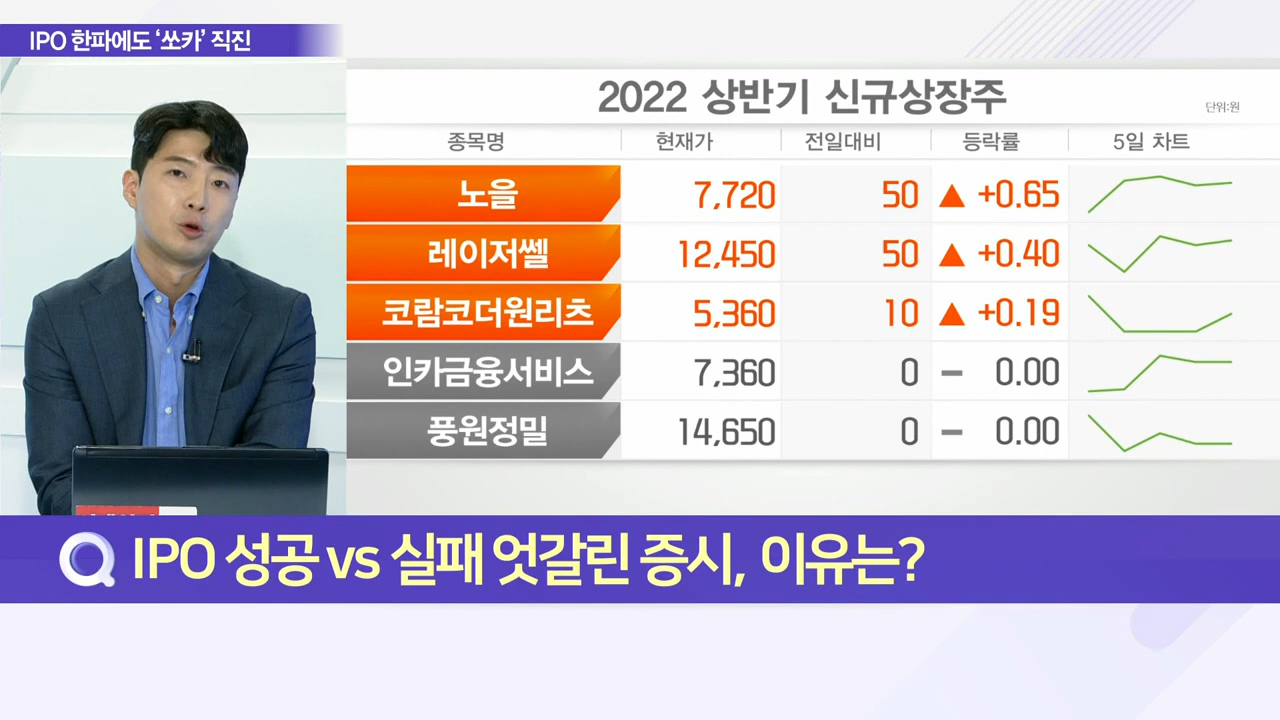 IPO 한파에도 ‘쏘카’ 직진
2022 상반기 신규상장주
단위:원
종목명 현재가 전일대비 등락률 5일 차트
노을 7,720 50 ▲ +0.65
레이저쎌 12,450 50 ▲ +0.40
코람코더원리츠 5,360 10 ▲ +0.19
인카금융서비스 7,360 0 - 0.00
풍원정밀 14,650 0 - 0.00
Q IPO 성공 vs 실패 엇갈린 증시, 이유는?